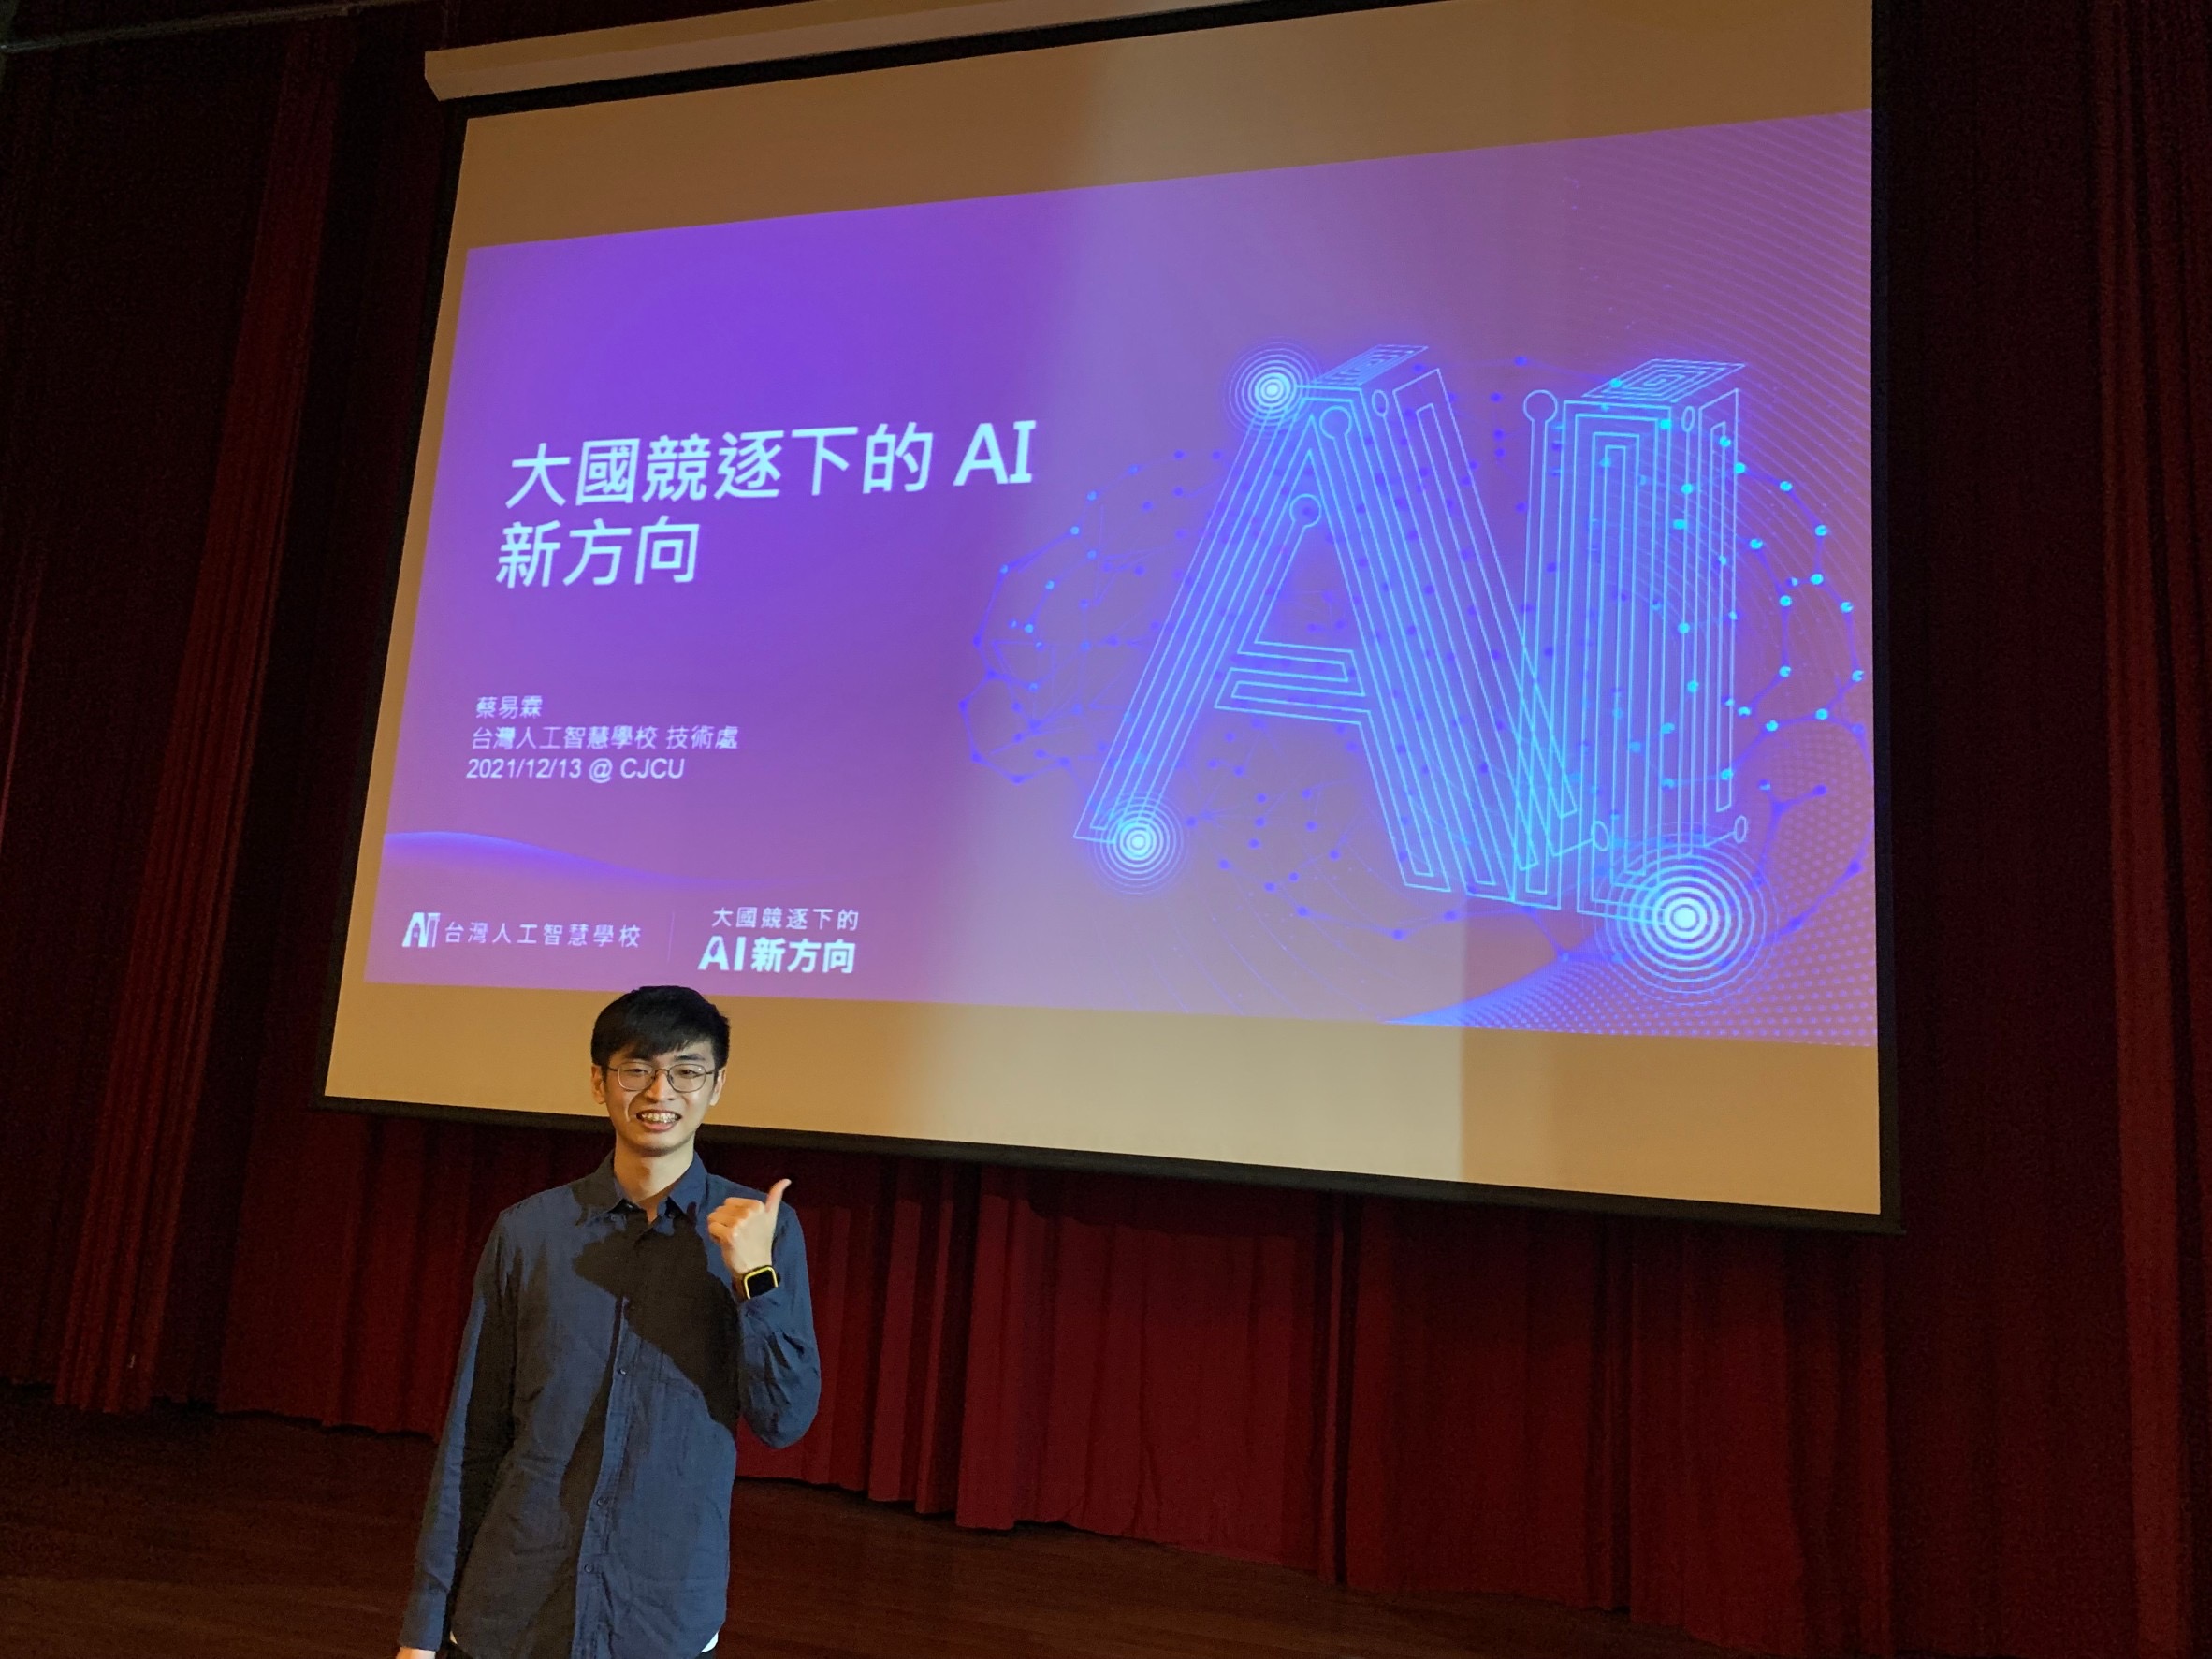 大國競逐下的 AI
新方向
蔡易霖
台灣人工智慧學校 技術處
2021/12/13 @ CJCU
AI 台灣人工智慧學校
大國競逐下的
AI新方向
AI